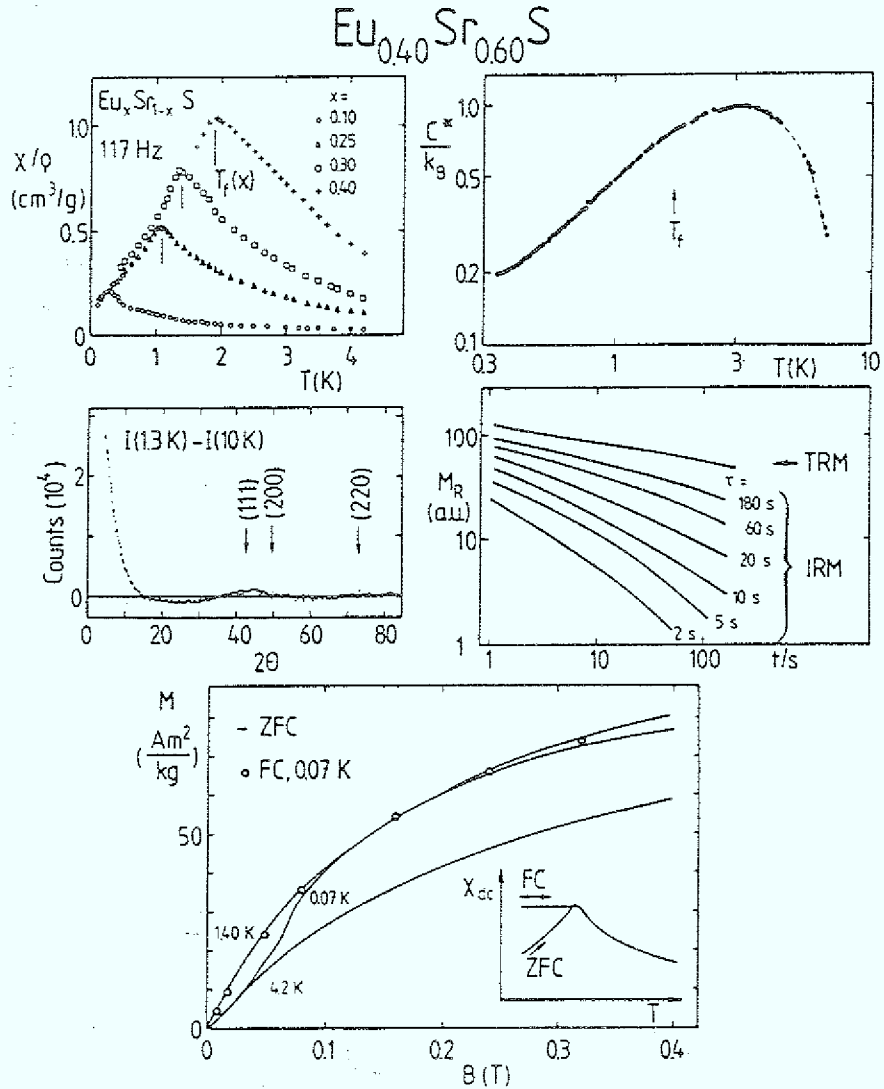 Eu0.40Sr0.60S
EuxSr1-x S
117 Hz
x =
0.10
0.25
0.30
0.40
Tf(x)
χ/ρ
(cm³/g)
1.0
0.5
0
0 1 2 3 4
T(K)
C*/kB
1.0
0.5
0.2
0.1
Tf
0.3 1 3 T(K) 10
I(1.3 K) – I(10K)
Counts (10⁴)
2
0
(111)
(200)
(220)
0 20 40 60 80
2θ
MR
(a.u.)
100
10
1
TRM
τ =
180 s
60 s
20 s
10 s
5 s
2 s
IRM
1 10 100 t/s
M
(Am²/kg)
– ZFC
o FC, 0.07 K
50
0
1.40 K
0.07 K
4.2 K
χdc
FC
ZFC
T
0 0.1 0.2 0.3 0.4
B (T)